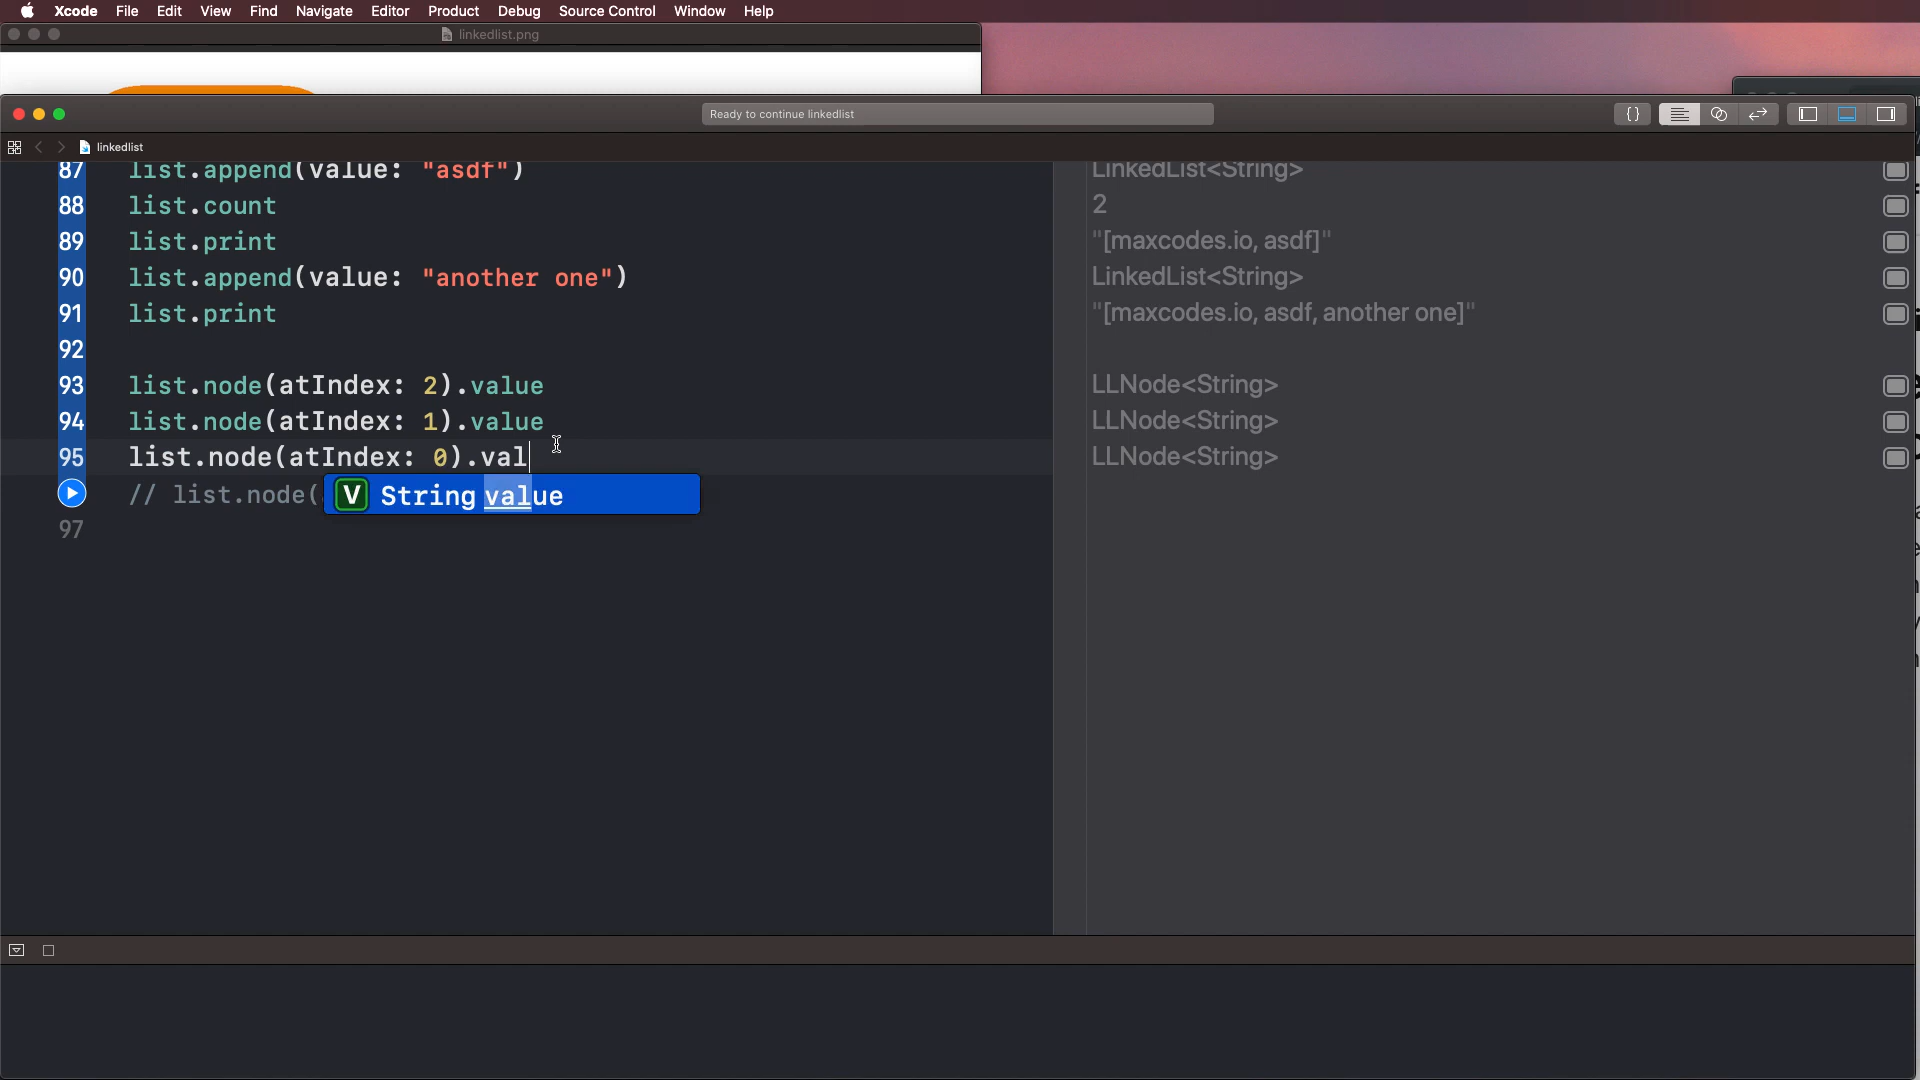 Xcode File Edit View Find Navigate Editor Product Debug Source Control Window Help
linkedlist.png
Ready to continue linkedlist
{}
linkedlist
87 list.append(value: "asdf") LinkedList<String>
88 list.count 2
89 list.print "[maxcodes.io, asdf]"
90 list.append(value: "another one") LinkedList<String>
91 list.print "[maxcodes.io, asdf, another one]"
92
93 list.node(atIndex: 2).value LLNode<String>
94 list.node(atIndex: 1).value LLNode<String>
95 list.node(atIndex: 0).val LLNode<String>
// list.node( V String value
97